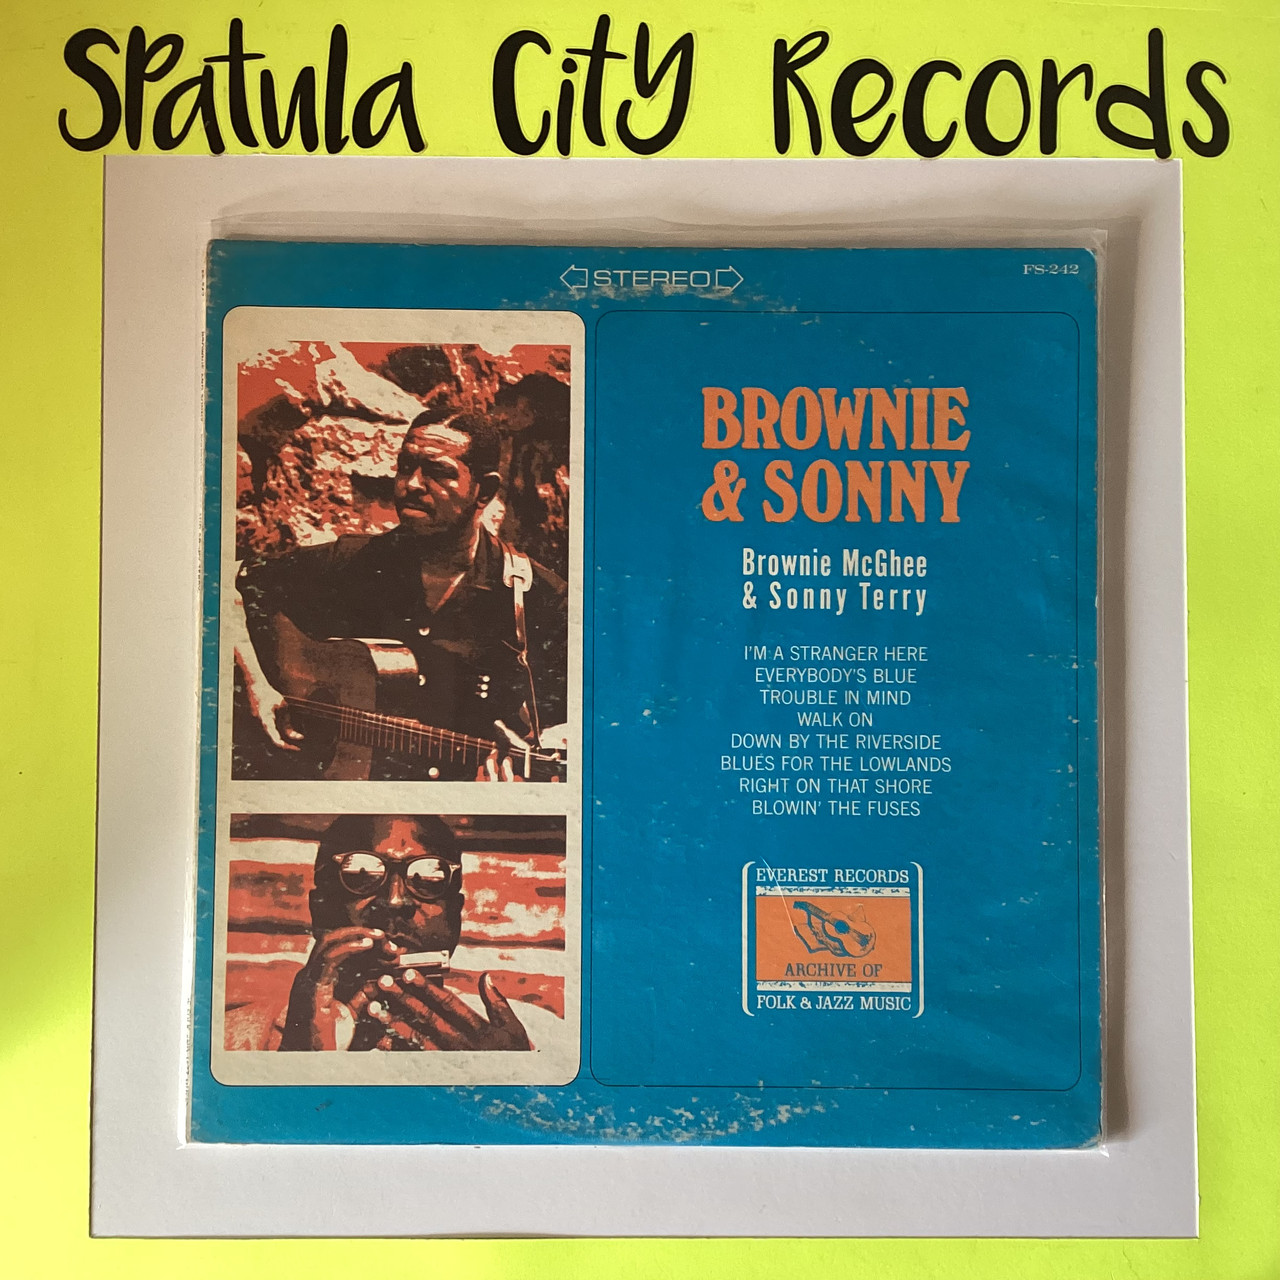 Spatula City Records
STEREO
FS-242
BROWNIE
& SONNY
Brownie McGhee
& Sonny Terry
I'M A STRANGER HERE
EVERYBODY'S BLUE
TROUBLE IN MIND
WALK ON
DOWN BY THE RIVERSIDE
BLUES FOR THE LOWLANDS
RIGHT ON THAT SHORE
BLOWIN' THE FUSES
EVEREST RECORDS
ARCHIVE OF
FOLK & JAZZ MUSIC